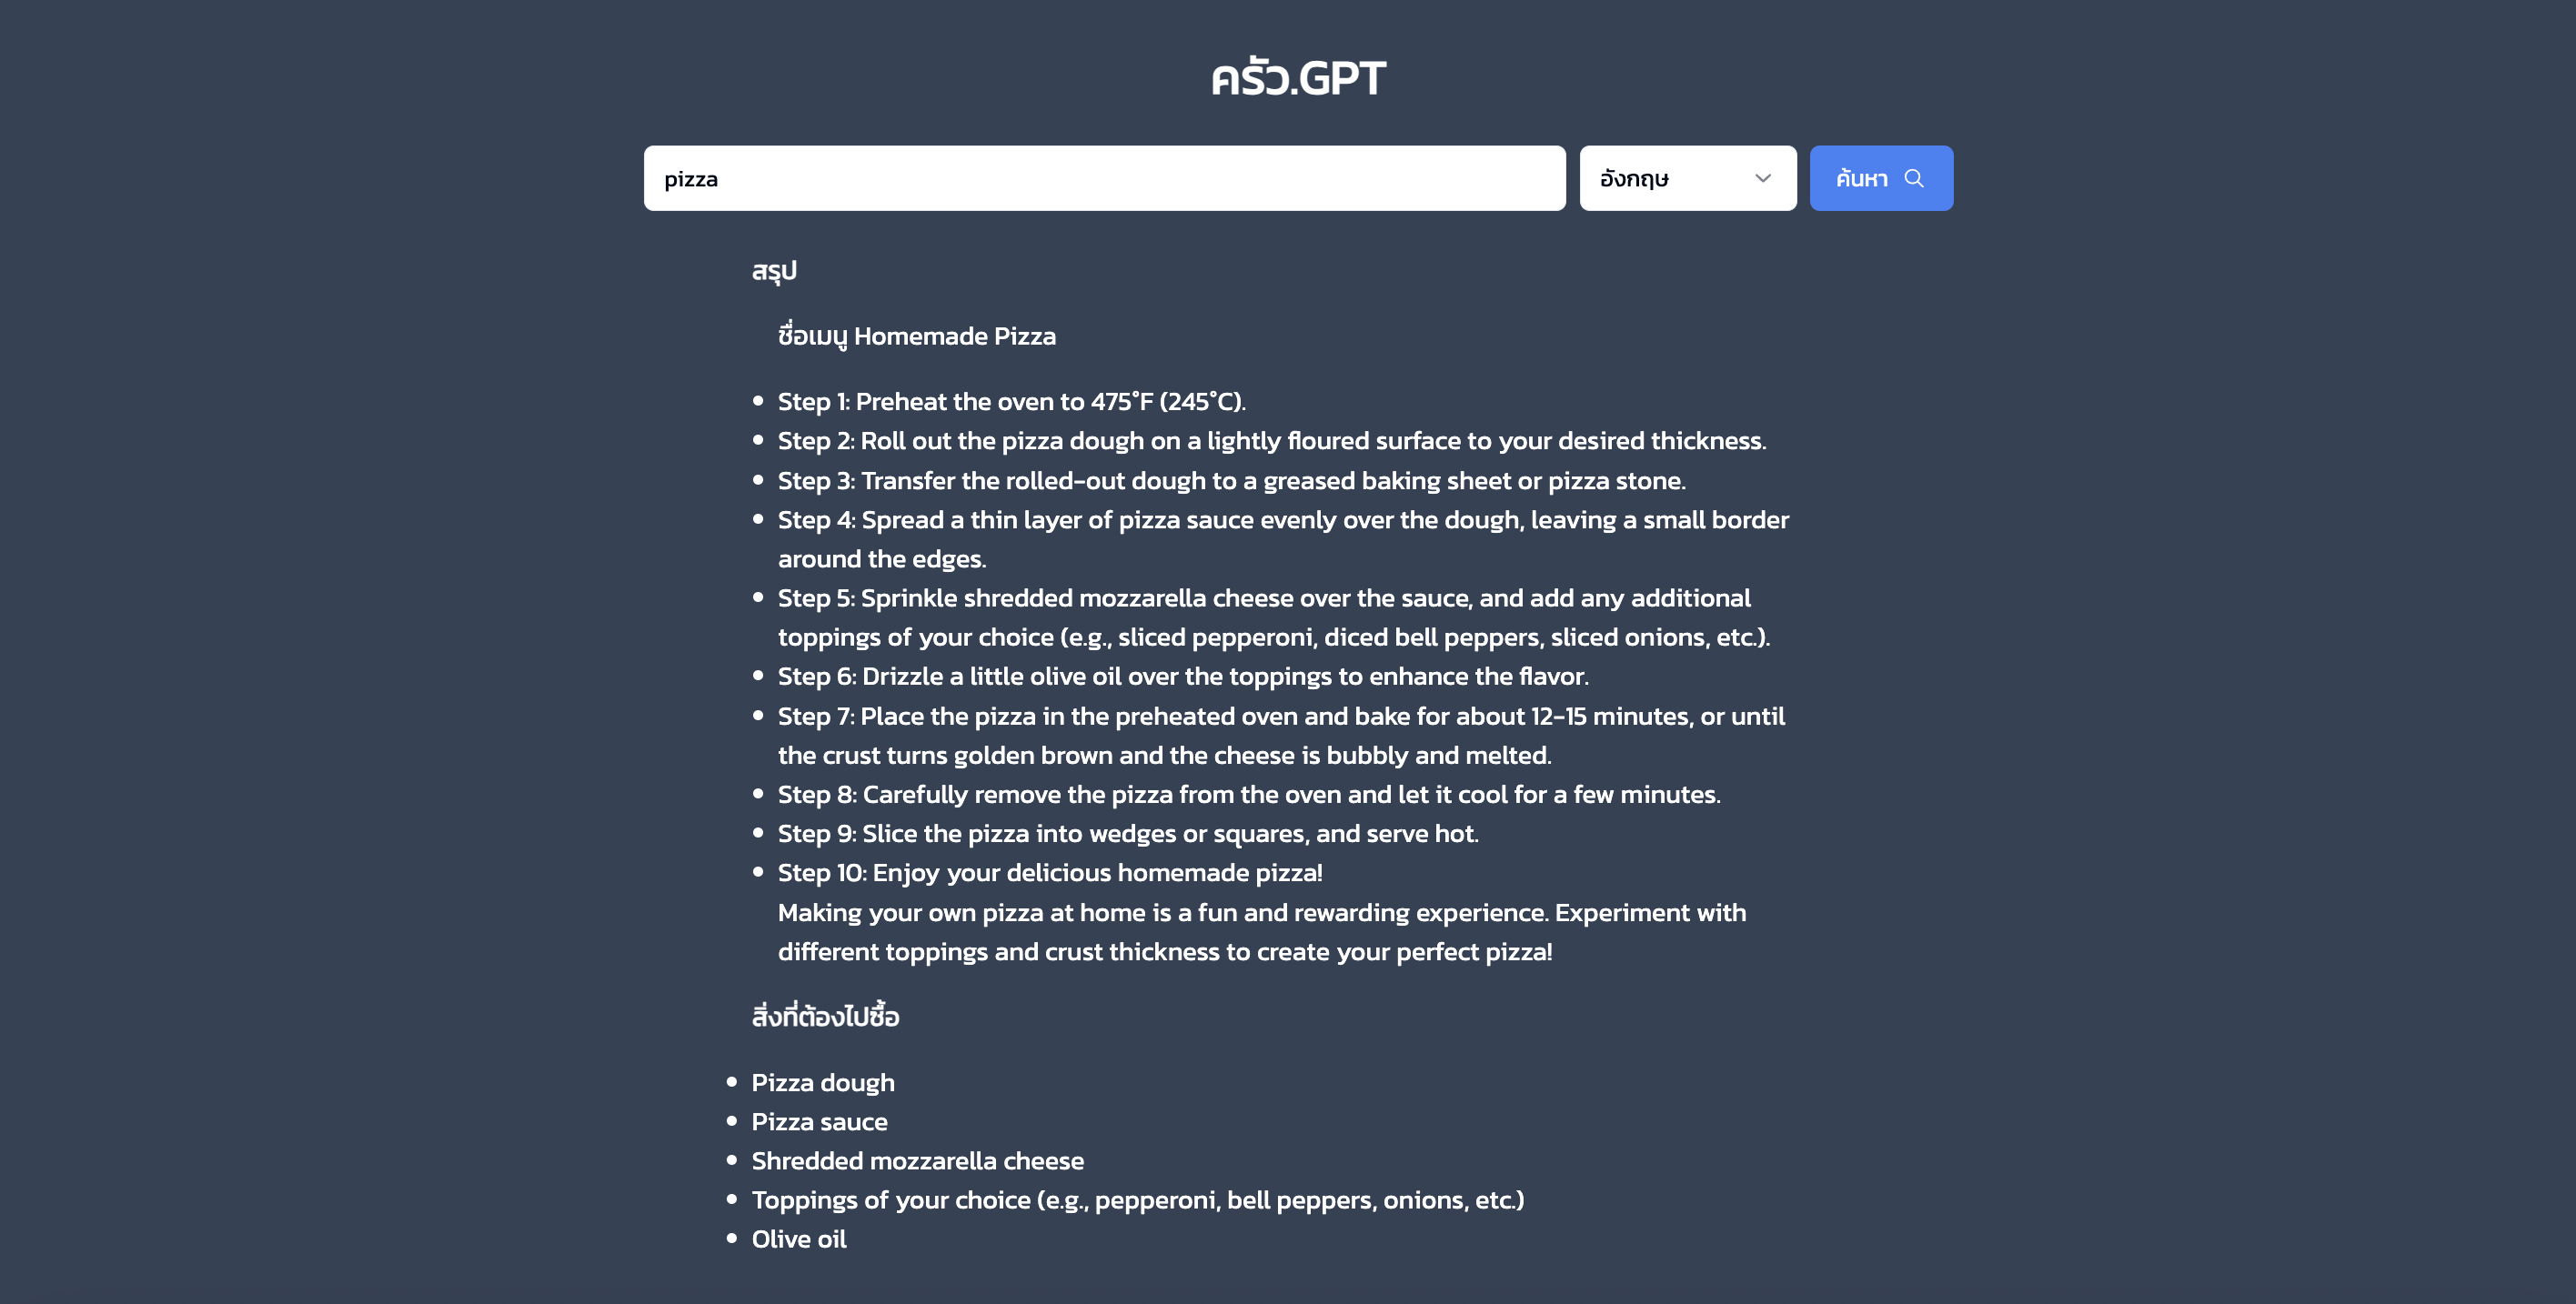 ครัว.GPT
pizza
อังกฤษ
ค้นหา
สรุป
ชื่อเมนู Homemade Pizza
Step 1: Preheat the oven to 475°F (245°C).
Step 2: Roll out the pizza dough on a lightly floured surface to your desired thickness.
Step 3: Transfer the rolled-out dough to a greased baking sheet or pizza stone.
Step 4: Spread a thin layer of pizza sauce evenly over the dough, leaving a small border
around the edges.
Step 5: Sprinkle shredded mozzarella cheese over the sauce, and add any additional
toppings of your choice (e.g., sliced pepperoni, diced bell peppers, sliced onions, etc.).
Step 6: Drizzle a little olive oil over the toppings to enhance the flavor.
Step 7: Place the pizza in the preheated oven and bake for about 12-15 minutes, or until
the crust turns golden brown and the cheese is bubbly and melted.
Step 8: Carefully remove the pizza from the oven and let it cool for a few minutes.
Step 9: Slice the pizza into wedges or squares, and serve hot.
Step 10: Enjoy your delicious homemade pizza!
Making your own pizza at home is a fun and rewarding experience. Experiment with
different toppings and crust thickness to create your perfect pizza!
สิ่งที่ต้องไปซื้อ
Pizza dough
Pizza sauce
Shredded mozzarella cheese
Toppings of your choice (e.g., pepperoni, bell peppers, onions, etc.)
Olive oil